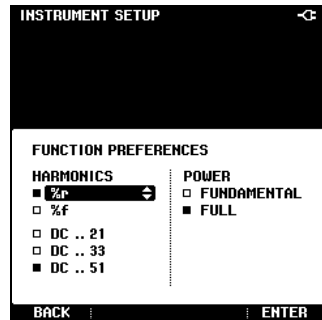 INSTRUMENT SETUP
FUNCTION PREFERENCES
HARMONICS
%r
%f
DC .. 21
DC .. 33
DC .. 51
POWER
FUNDAMENTAL
FULL
BACK
ENTER